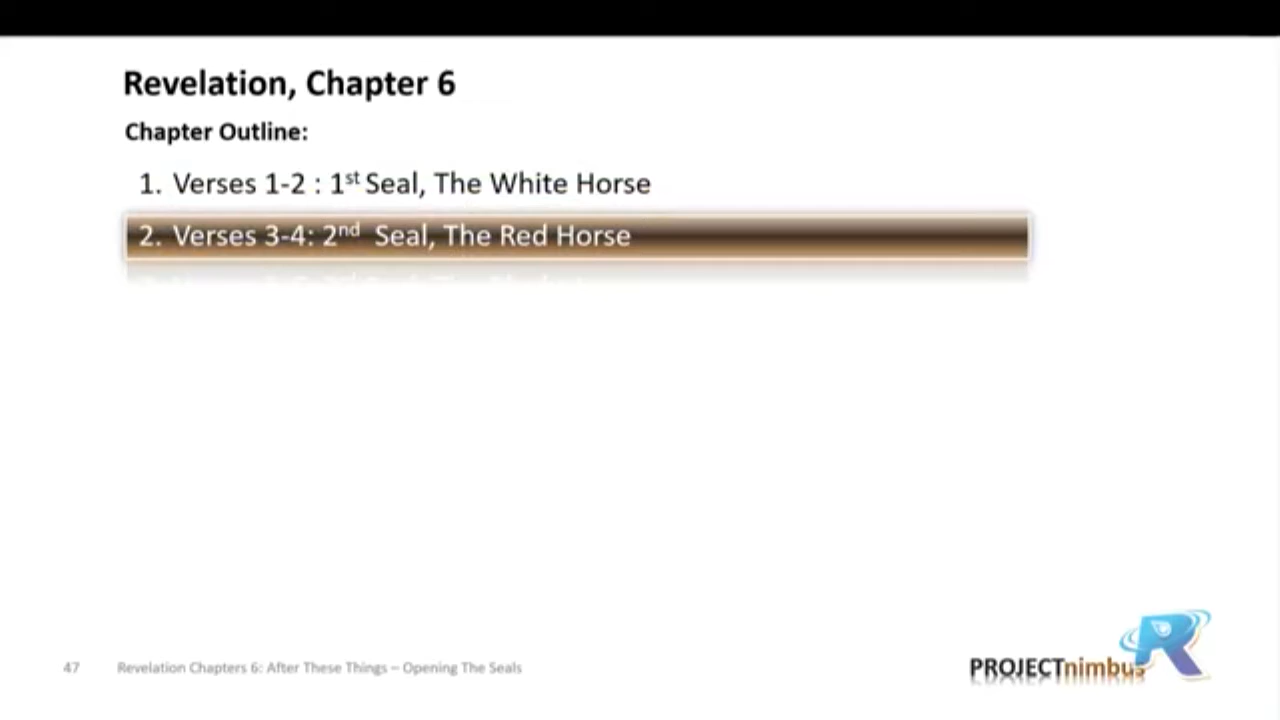 Revelation, Chapter 6
Chapter Outline:
1. Verses 1-2 : 1st Seal, The White Horse
2. Verses 3-4: 2nd Seal, The Red Horse
47 Revelation Chapters 6: After These Things – Opening The Seals
PROJECTnimbus
R